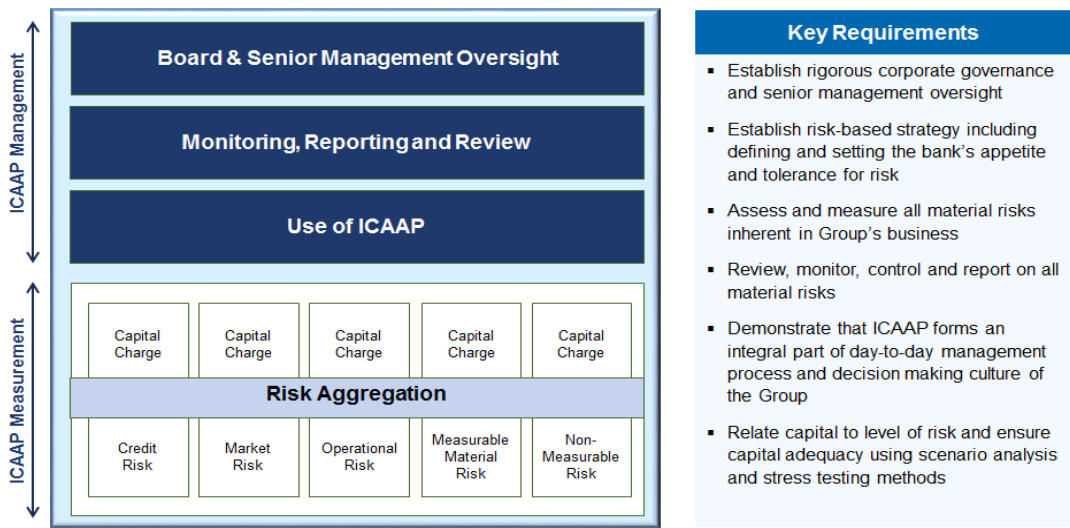 ICAAP Management
Board & Senior Management Oversight
Monitoring, Reporting and Review
Use of ICAAP
ICAAP Measurement
Capital
Charge
Capital
Charge
Capital
Charge
Capital
Charge
Capital
Charge
Risk Aggregation
Credit
Risk
Market
Risk
Operational
Risk
Measurable
Material
Risk
Non-
Measurable
Risk
Key Requirements
▪ Establish rigorous corporate governance
and senior management oversight
▪ Establish risk-based strategy including
defining and setting the bank's appetite
and tolerance for risk
▪ Assess and measure all material risks
inherent in Group's business
▪ Review, monitor, control and report on all
material risks
▪ Demonstrate that ICAAP forms an
integral part of day-to-day management
process and decision making culture of
the Group
▪ Relate capital to level of risk and ensure
capital adequacy using scenario analysis
and stress testing methods